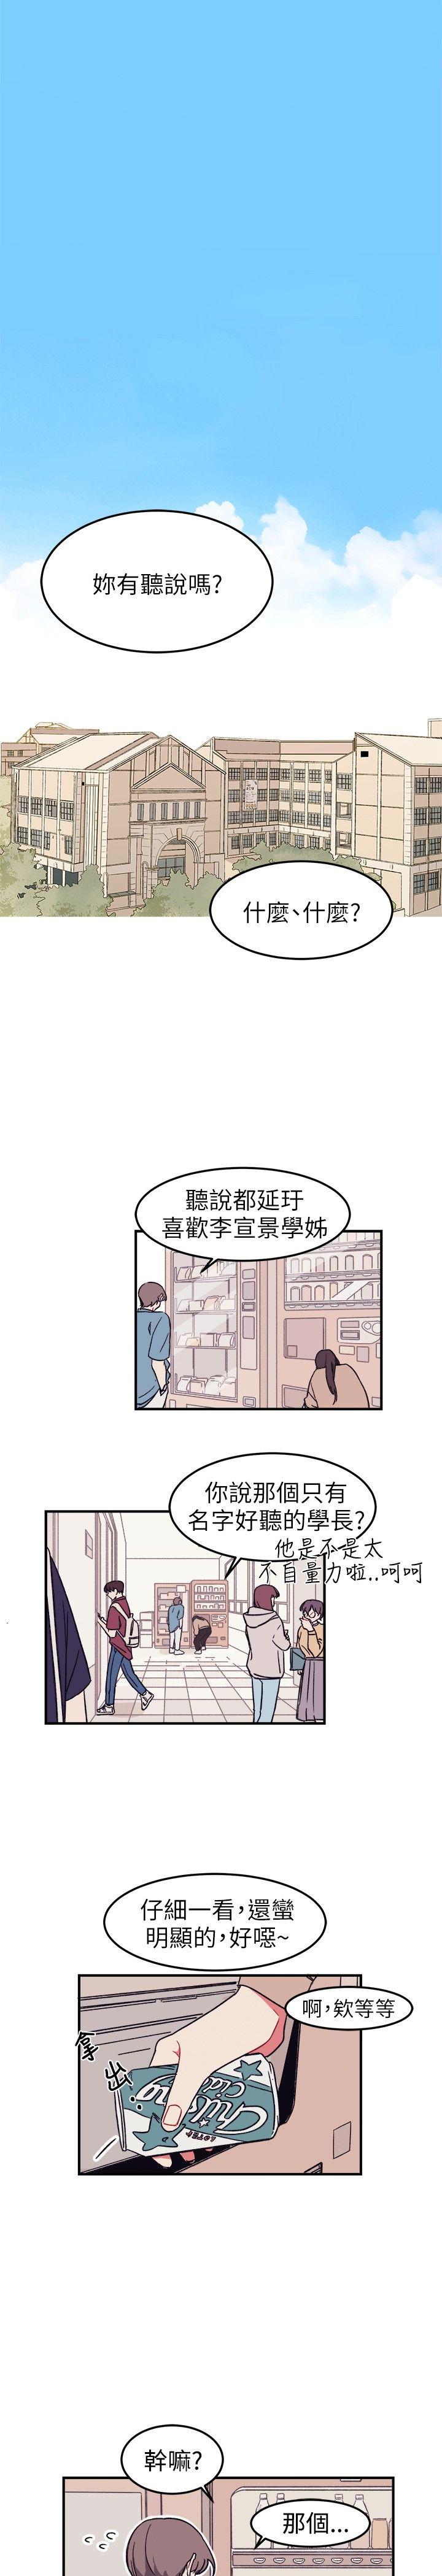 妳有聽說嗎?
什麼、什麼?
聽說都延玗
喜歡李宣景學姊
你說那個只有
名字好聽的學長?
他是不是太
不自量力啦..呵呵
仔細一看,還蠻
明顯的,好噁~
啊,欸等等
拿出..
Chilsung
Cider
LOTTE
幹嘛?
那個...